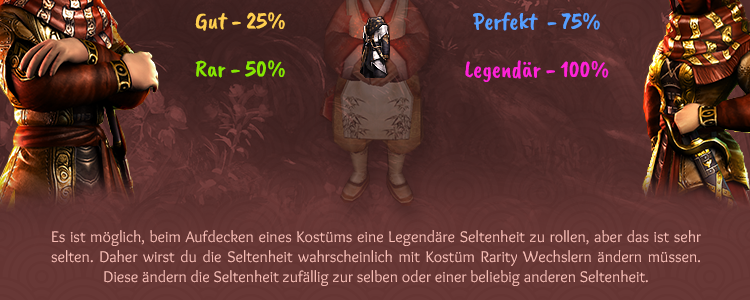 Gut - 25%
Perfekt - 75%
Rar - 50%
Legendär - 100%
Es ist möglich, beim Aufdecken eines Kostüms eine Legendäre Seltenheit zu rollen, aber das ist sehr
selten. Daher wirst du die Seltenheit wahrscheinlich mit Kostüm Rarity Wechslern ändern müssen.
Diese ändern die Seltenheit zufällig zur selben oder einer beliebig anderen Seltenheit.